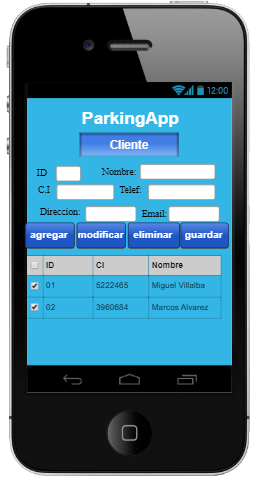 12:00
ParkingApp
Cliente
ID Nombre:
C.I Telef:
Direccion: Email:
agregar modificar eliminar guardar
ID CI Nombre
01 5222465 Miguel Villalba
02 3960684 Marcos Alvarez